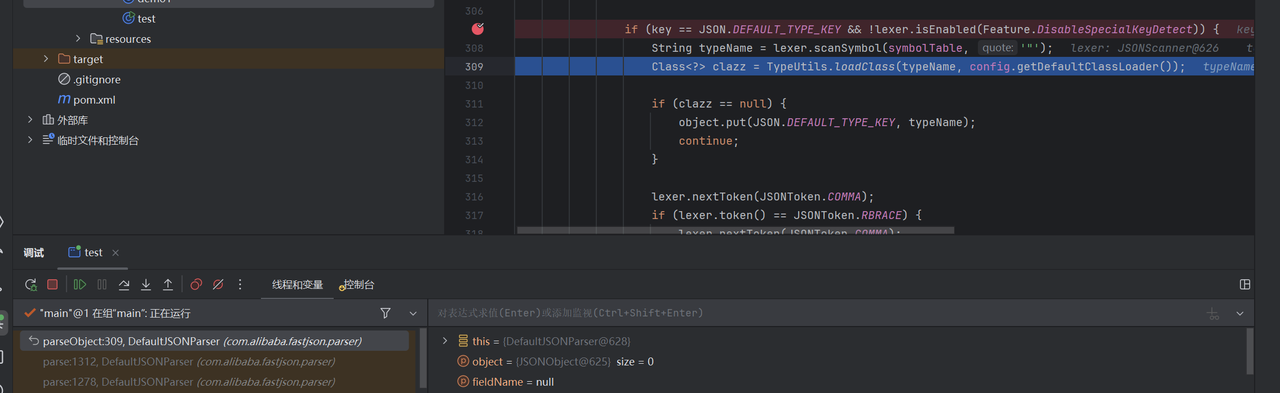 demo1
test
resources
target
.gitignore
pom.xml
外部库
临时文件和控制台
306
if (key == JSON.DEFAULT_TYPE_KEY && !lexer.isEnabled(Feature.DisableSpecialKeyDetect)) {
308 String typeName = lexer.scanSymbol(symbolTable, quote: '"'); lexer: JSONScanner@626
309 Class<?> clazz = TypeUtils.loadClass(typeName, config.getDefaultClassLoader()); typeName
310
311 if (clazz == null) {
312 object.put(JSON.DEFAULT_TYPE_KEY, typeName);
313 continue;
314 }
316 lexer.nextToken(JSONToken.COMMA);
317 if (lexer.token() == JSONToken.RBRACE) {
318 lexer.nextToken(JSONToken.COMMA);
调试 test
线程和变量 控制台
"main"@1 在组"main": 正在运行
对表达式求值(Enter)或添加监视(Ctrl+Shift+Enter)
parseObject:309, DefaultJSONParser (com.alibaba.fastjson.parser)
parse:1312, DefaultJSONParser (com.alibaba.fastjson.parser)
parse:1278, DefaultJSONParser (com.alibaba.fastjson.parser)
this = {DefaultJSONParser@628}
object = {JSONObject@625} size = 0
fieldName = null